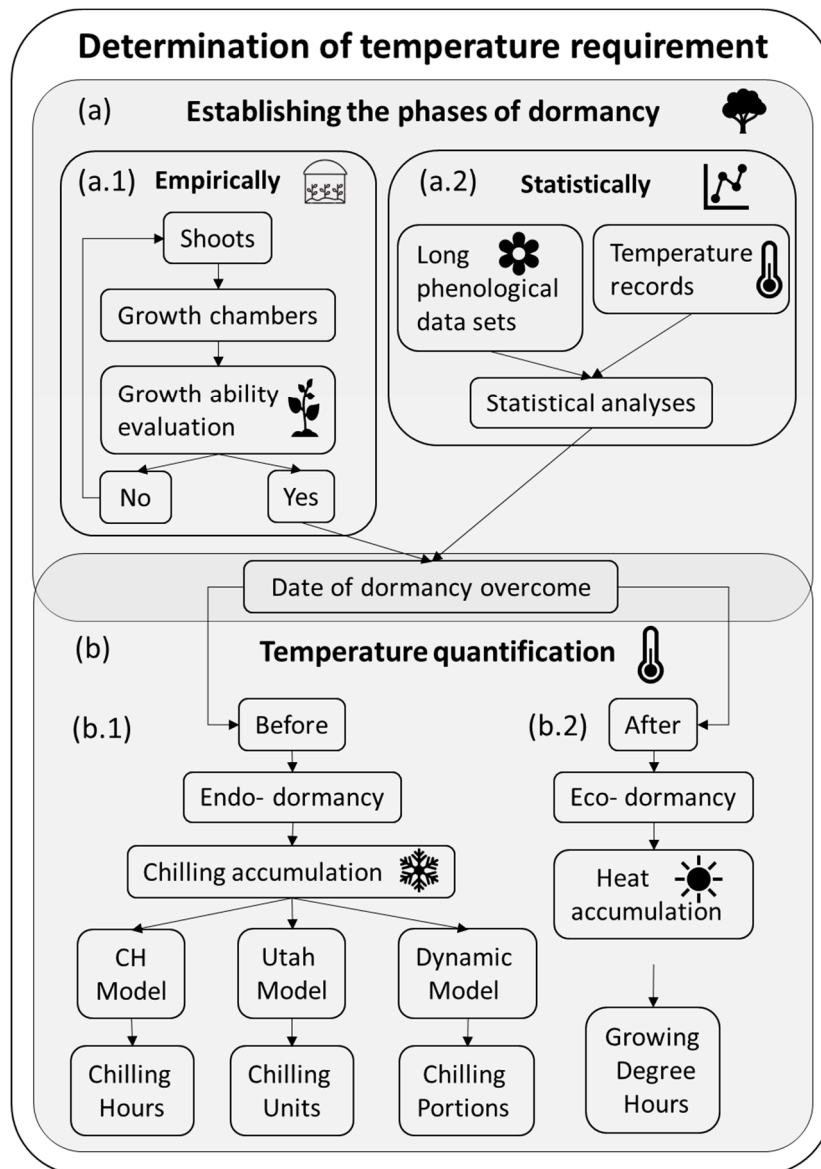 Determination of temperature requirement
(a) Establishing the phases of dormancy
(a.1) Empirically
Shoots
Growth chambers
Growth ability
evaluation
No
Yes
(a.2) Statistically
Long
phenological
data sets
Temperature
records
Statistical analyses
Date of dormancy overcome
(b) Temperature quantification
(b.1)
Before
Endo- dormancy
Chilling accumulation
CH
Model
Utah
Model
Dynamic
Model
Chilling
Hours
Chilling
Units
Chilling
Portions
(b.2)
After
Eco- dormancy
Heat
accumulation
Growing
Degree
Hours